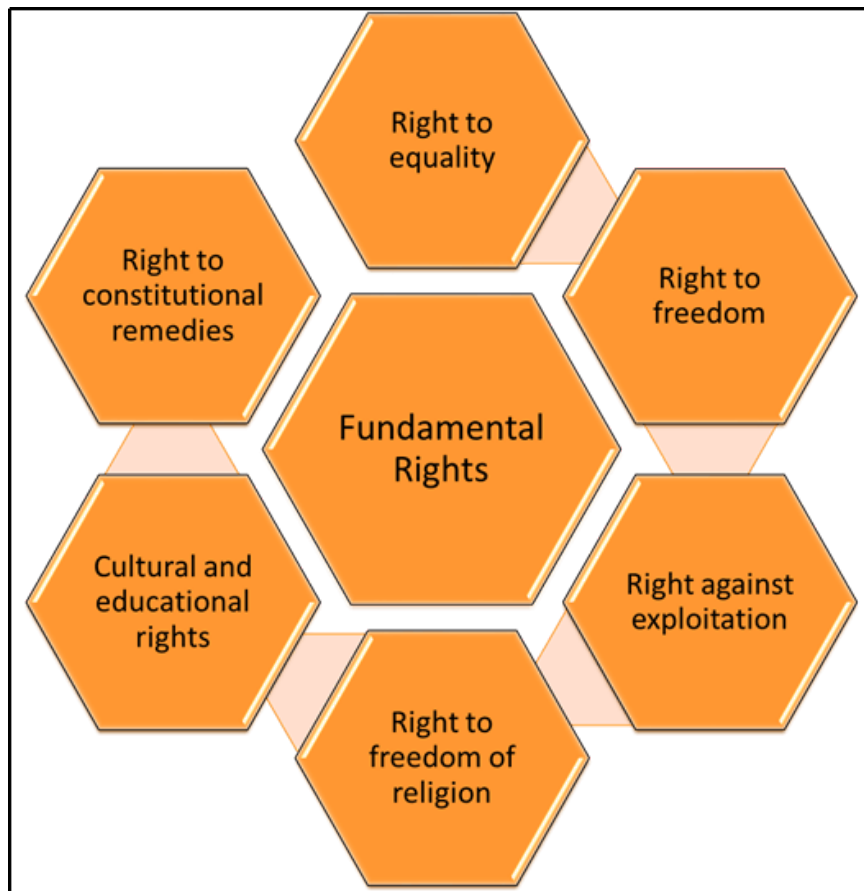 Right to
equality
Right to
freedom
Right against
exploitation
Right to
freedom of
religion
Cultural and
educational
rights
Right to
constitutional
remedies
Fundamental
Rights